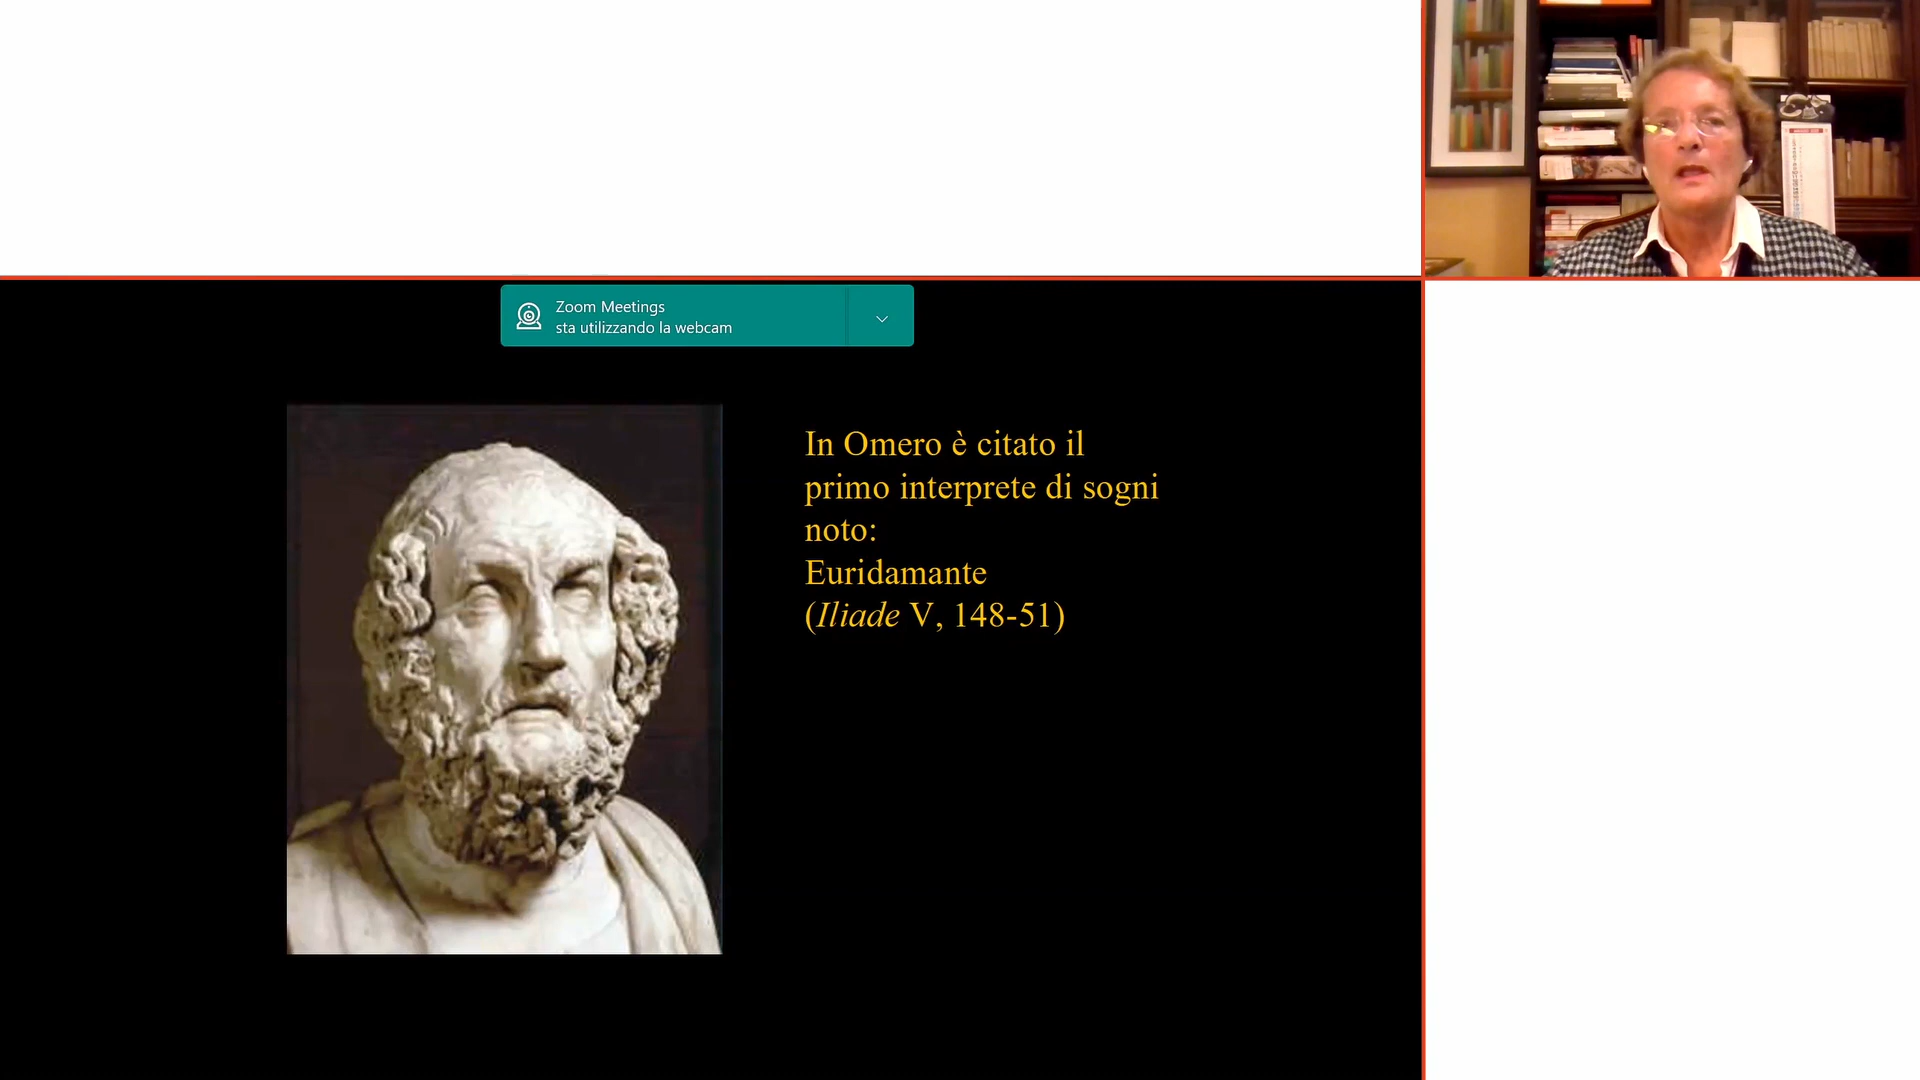 Zoom Meetings
sta utilizzando la webcam
In Omero è citato il
primo interprete di sogni
noto:
Euridamante
(Iliade V, 148-51)